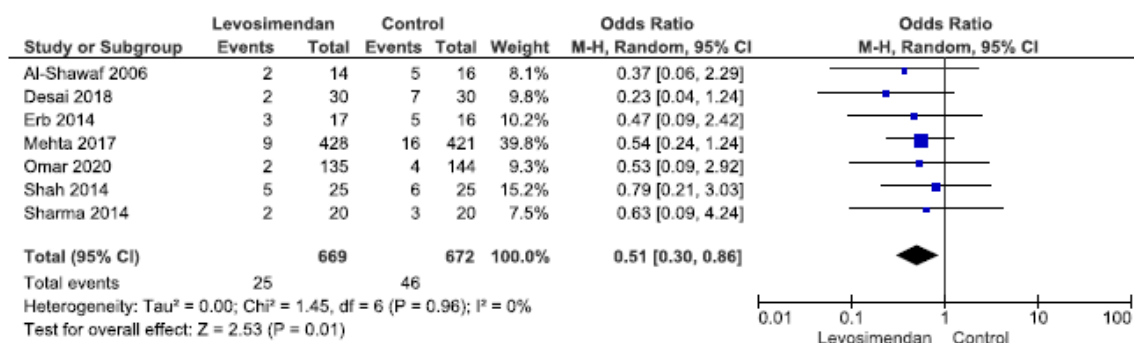 Levosimendan Control Odds Ratio Odds Ratio
Study or Subgroup Events Total Events Total Weight M-H, Random, 95% CI M-H, Random, 95% CI
Al-Shawaf 2006 2 14 5 16 8.1% 0.37 [0.06, 2.29]
Desai 2018 2 30 7 30 9.8% 0.23 [0.04, 1.24]
Erb 2014 3 17 5 16 10.2% 0.47 [0.09, 2.42]
Mehta 2017 9 428 16 421 39.8% 0.54 [0.24, 1.24]
Omar 2020 2 135 4 144 9.3% 0.53 [0.09, 2.92]
Shah 2014 5 25 6 25 15.2% 0.79 [0.21, 3.03]
Sharma 2014 2 20 3 20 7.5% 0.63 [0.09, 4.24]
Total (95% CI) 669 672 100.0% 0.51 [0.30, 0.86]
Total events 25 46
Heterogeneity: Tau² = 0.00; Chi² = 1.45, df = 6 (P = 0.96); I² = 0%
Test for overall effect: Z = 2.53 (P = 0.01)
0.01 0.1 1 10 100
Levosimendan Control